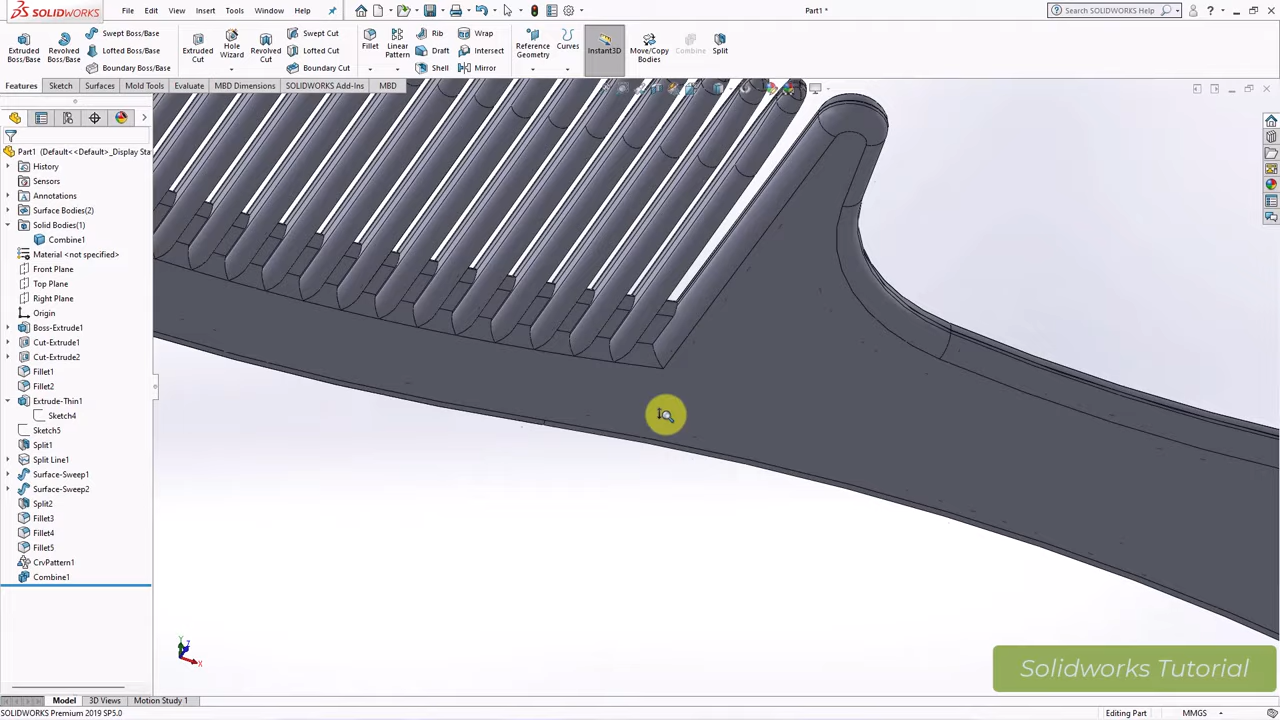 SOLIDWORKS File Edit View Insert Tools Window Help Part1 * Search SOLIDWORKS Help
Extruded Boss/Base
Revolved Boss/Base
Swept Boss/Base
Lofted Boss/Base
Boundary Boss/Base
Extruded Cut
Hole Wizard
Revolved Cut
Swept Cut
Lofted Cut
Boundary Cut
Fillet
Linear Pattern
Rib
Draft
Shell
Wrap
Intersect
Mirror
Reference Geometry
Curves
Instant3D
Move/Copy Bodies
Combine
Split
Features Sketch Surfaces Mold Tools Evaluate MBD Dimensions SOLIDWORKS Add-Ins MBD
Part1 (Default<<Default>_Display Sta
History
Sensors
Annotations
Surface Bodies(2)
Solid Bodies(1)
Combine1
Material <not specified>
Front Plane
Top Plane
Right Plane
Origin
Boss-Extrude1
Cut-Extrude1
Cut-Extrude2
Fillet1
Fillet2
Extrude-Thin1
Sketch4
Sketch5
Split1
Split Line1
Surface-Sweep1
Surface-Sweep2
Split2
Fillet3
Fillet4
Fillet5
CrvPattern1
Combine1
Y
Z
X
Solidworks Tutorial
Model 3D Views Motion Study 1
SOLIDWORKS Premium 2019 SP5.0 Editing Part MMGS